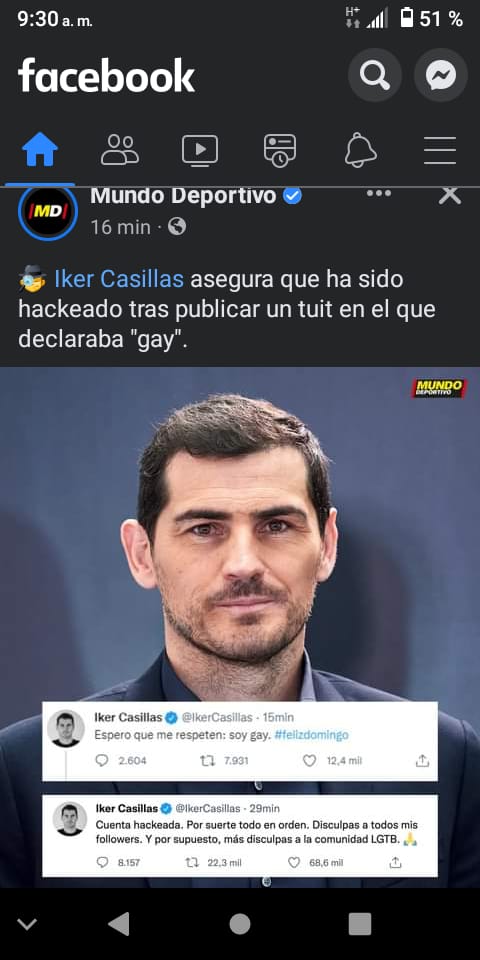 9:30 a. m.
H+
51 %
facebook
MD
Mundo Deportivo
16 min ·
Iker Casillas asegura que ha sido
hackeado tras publicar un tuit en el que
declaraba "gay".
MUNDO
DEPORTIVO
Iker Casillas @IkerCasillas · 15min
Espero que me respeten: soy gay. #felizdomingo
2.604 7.931 12,4 mil
Iker Casillas @IkerCasillas · 29min
Cuenta hackeada. Por suerte todo en orden. Disculpas a todos mis
followers. Y por supuesto, más disculpas a la comunidad LGTB. 🙏
8.157 22,3 mil 68,6 mil